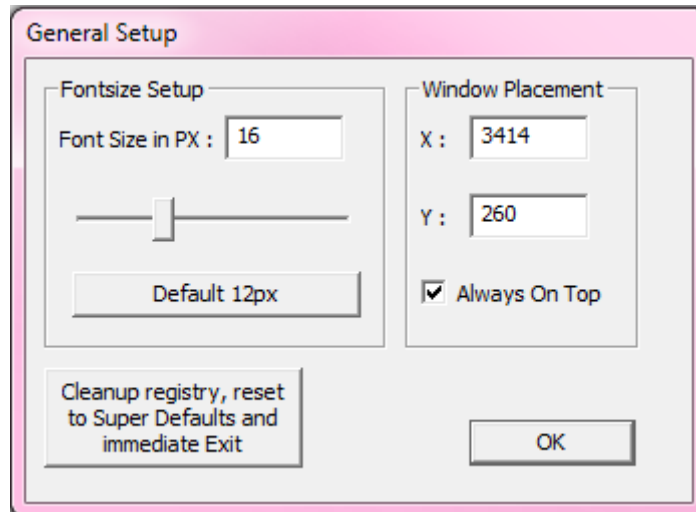 General Setup
Fontsize Setup
Font Size in PX : 16
Default 12px
Window Placement
X : 3414
Y : 260
Always On Top
Cleanup registry, reset
to Super Defaults and
immediate Exit
OK